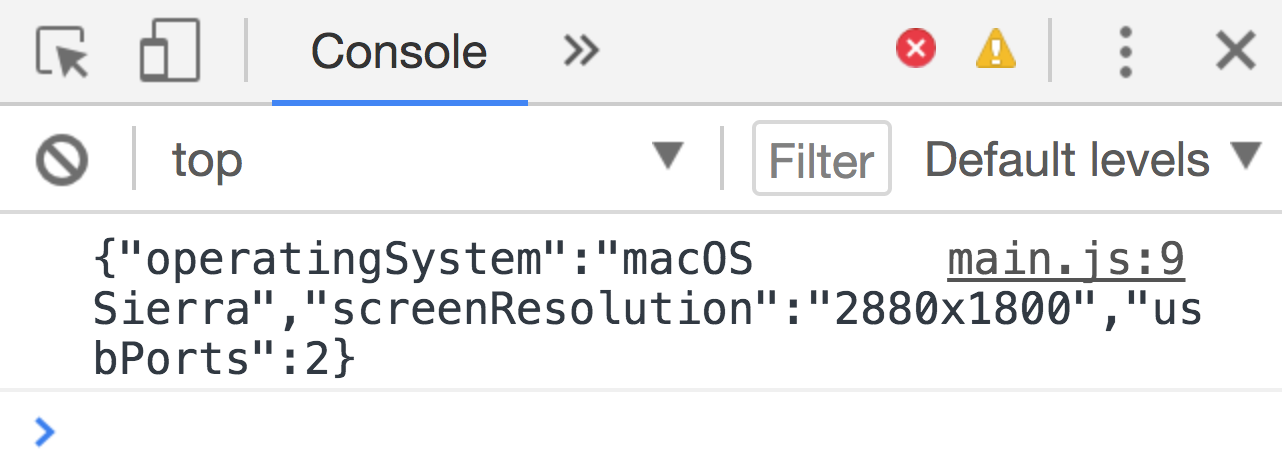 Console
top Filter Default levels
{"operatingSystem":"macOS main.js:9
Sierra","screenResolution":"2880x1800","us
bPorts":2}